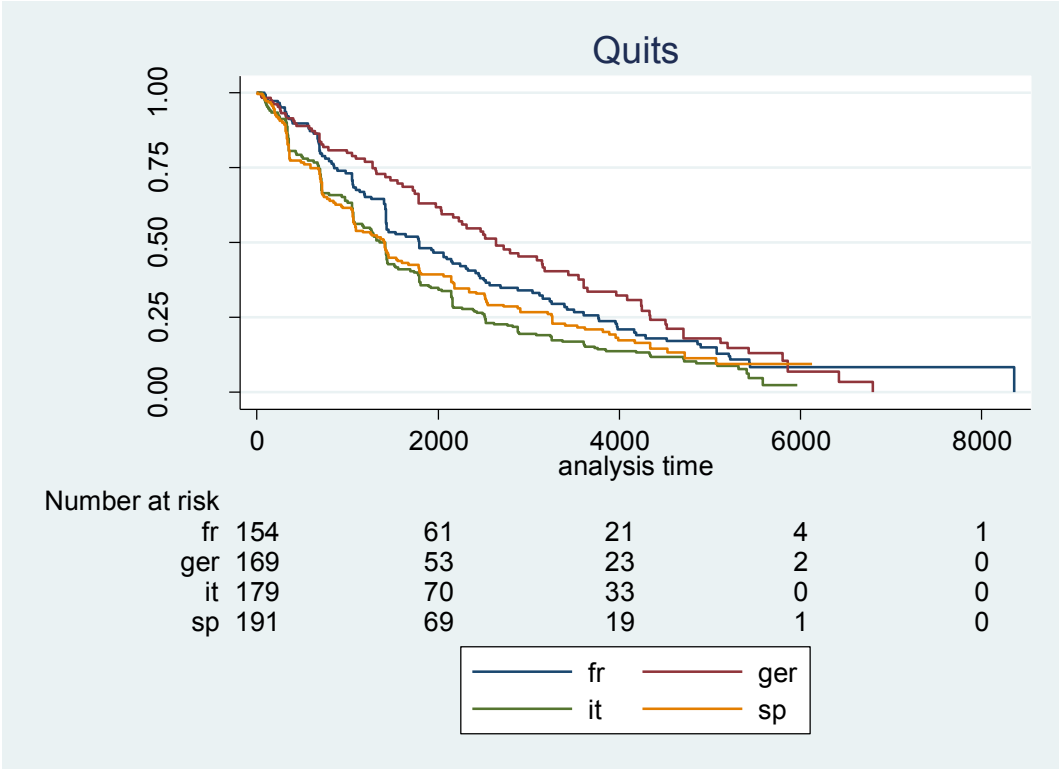 Quits
1.00
0.75
0.50
0.25
0.00
0 2000 4000 6000 8000
analysis time
Number at risk
fr 154 61 21 4 1
ger 169 53 23 2 0
it 179 70 33 0 0
sp 191 69 19 1 0
fr ger
it sp